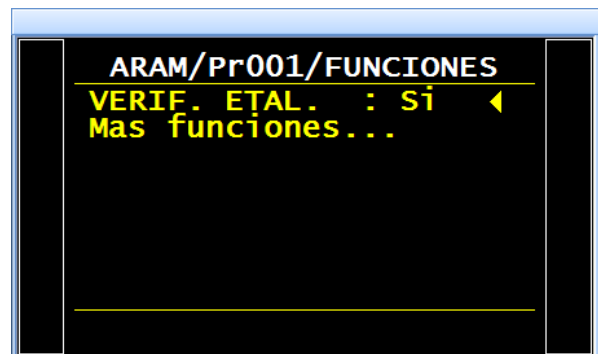 ARAM/Pr001/FUNCIONES
VERIF. ETAL. : Si
Mas funciones...